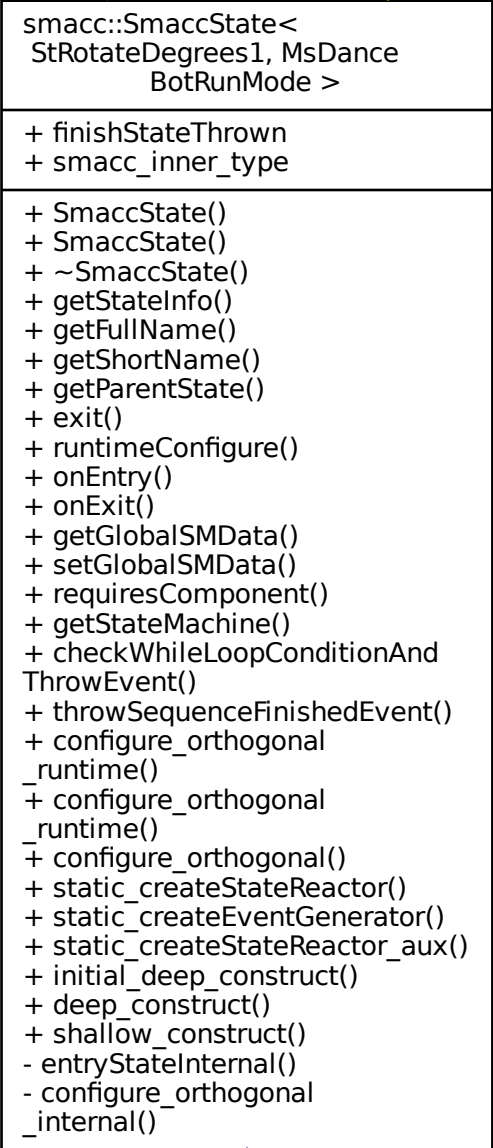 smacc::SmaccState<
StRotateDegrees1, MsDance
BotRunMode >
+ finishStateThrown
+ smacc_inner_type
+ SmaccState()
+ SmaccState()
+ ~SmaccState()
+ getStateInfo()
+ getFullName()
+ getShortName()
+ getParentState()
+ exit()
+ runtimeConfigure()
+ onEntry()
+ onExit()
+ getGlobalSMData()
+ setGlobalSMData()
+ requiresComponent()
+ getStateMachine()
+ checkWhileLoopConditionAnd
ThrowEvent()
+ throwSequenceFinishedEvent()
+ configure_orthogonal
_runtime()
+ configure_orthogonal
_runtime()
+ configure_orthogonal()
+ static_createStateReactor()
+ static_createEventGenerator()
+ static_createStateReactor_aux()
+ initial_deep_construct()
+ deep_construct()
+ shallow_construct()
- entryStateInternal()
- configure_orthogonal
_internal()